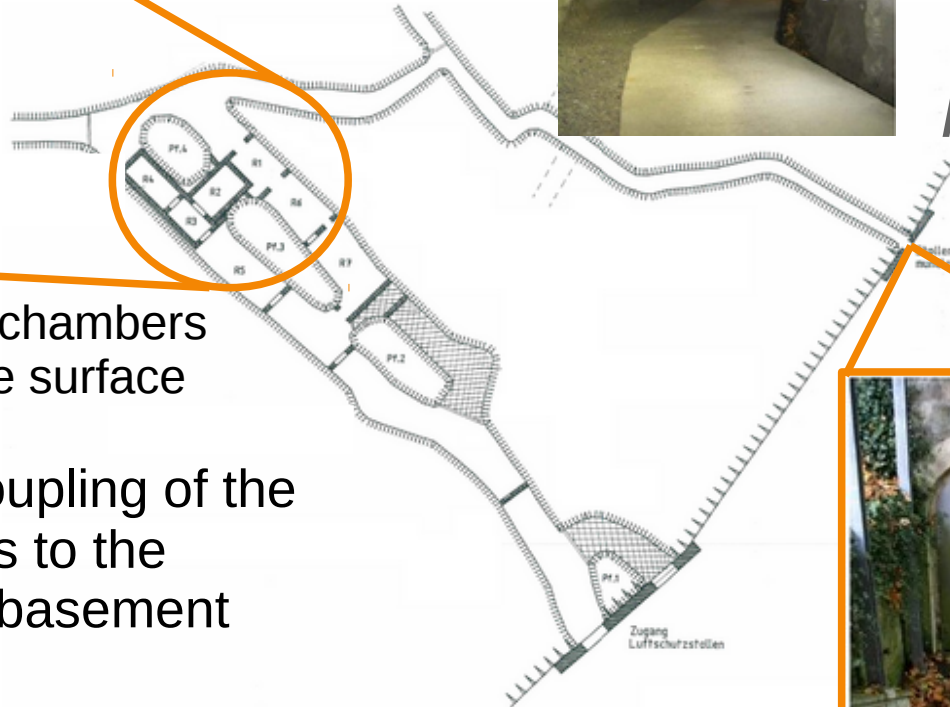 Pf.4
R1
R4
R2
R6
R3
Pf.3
R5
R7
chambers
e surface
Pf.2
oupling of the
s to the
basement
Pf.1
Zugang
Luftschutzstollen